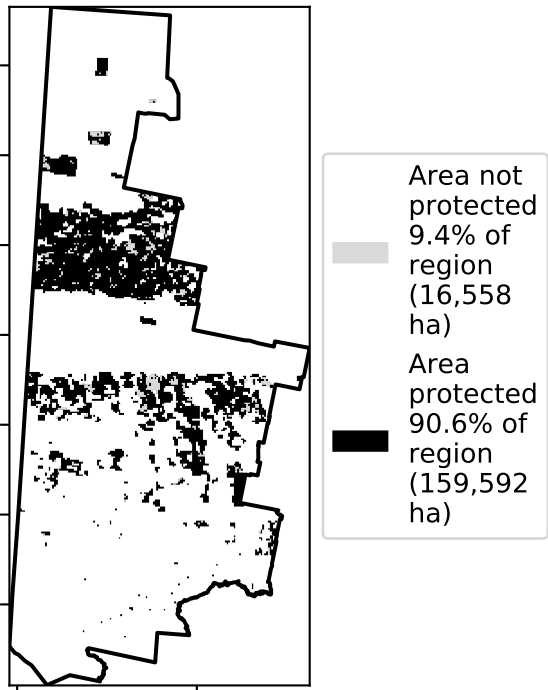 Area not
protected
9.4% of
region
(16,558
ha)
Area
protected
90.6% of
region
(159,592
ha)